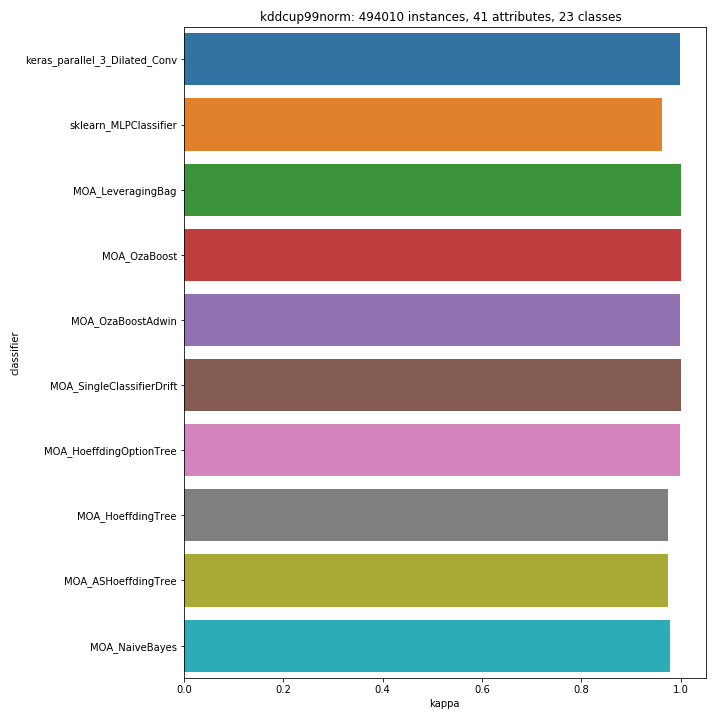 kddcup99norm: 494010 instances, 41 attributes, 23 classes
keras_parallel_3_Dilated_Conv
sklearn_MLPClassifier
MOA_LeveragingBag
MOA_OzaBoost
MOA_OzaBoostAdwin
classifier
MOA_SingleClassifierDrift
MOA_HoeffdingOptionTree
MOA_HoeffdingTree
MOA_ASHoeffdingTree
MOA_NaiveBayes
0.0 0.2 0.4 0.6 0.8 1.0
kappa